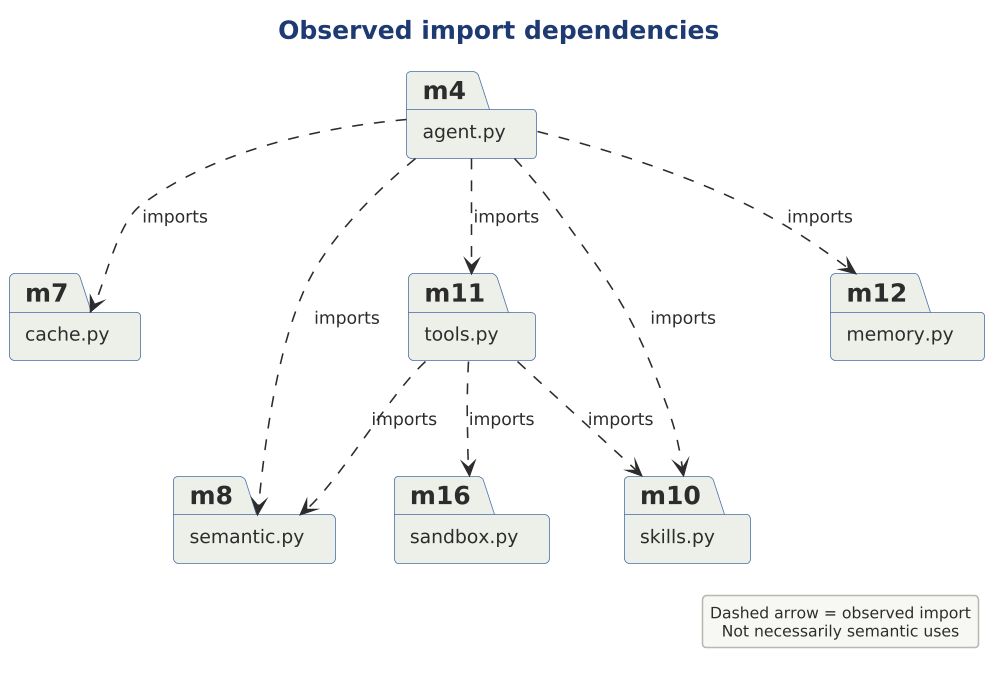 Observed import dependencies
m4
agent.py
imports
imports
imports
m7
cache.py
m11
tools.py
m12
memory.py
imports
imports
imports
imports
imports
m8
semantic.py
m16
sandbox.py
m10
skills.py
Dashed arrow = observed import
Not necessarily semantic uses